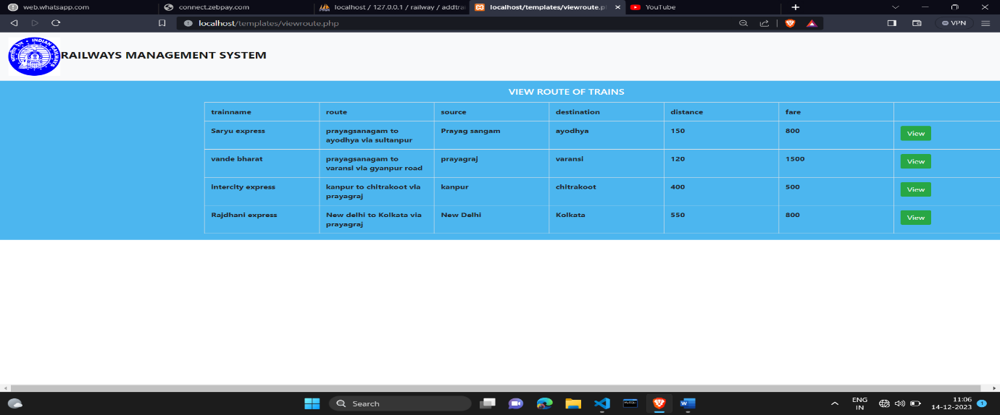 web.whatsapp.com
connect.zebpay.com
localhost / 127.0.0.1 / railway / addtrai
localhost/templates/viewroute.p
YouTube
localhost/templates/viewroute.php
VPN
INDIAN RAILWAYS
RAILWAYS MANAGEMENT SYSTEM
VIEW ROUTE OF TRAINS
trainname route source destination distance fare
Saryu express prayagsanagam to Prayag sangam ayodhya 150 800 View
ayodhya via sultanpur
vande bharat prayagsanagam to prayagraj varansi 120 1500 View
varansi via gyanpur road
intercity express kanpur to chitrakoot via kanpur chitrakoot 400 500 View
prayagraj
Rajdhani express New delhi to Kolkata via New Delhi Kolkata 550 800 View
prayagraj
Search
ENG
IN
11:06
14-12-2023
1